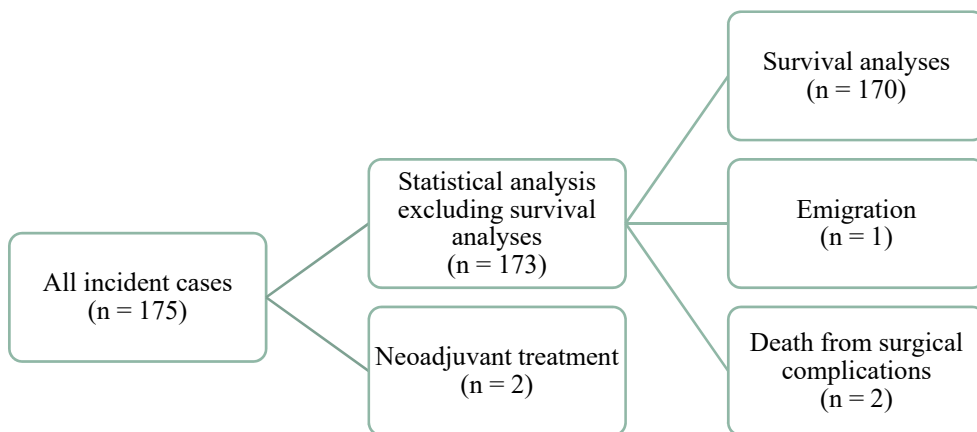 All incident cases
(n = 175)
Statistical analysis
excluding survival
analyses
(n = 173)
Neoadjuvant treatment
(n = 2)
Survival analyses
(n = 170)
Emigration
(n = 1)
Death from surgical
complications
(n = 2)